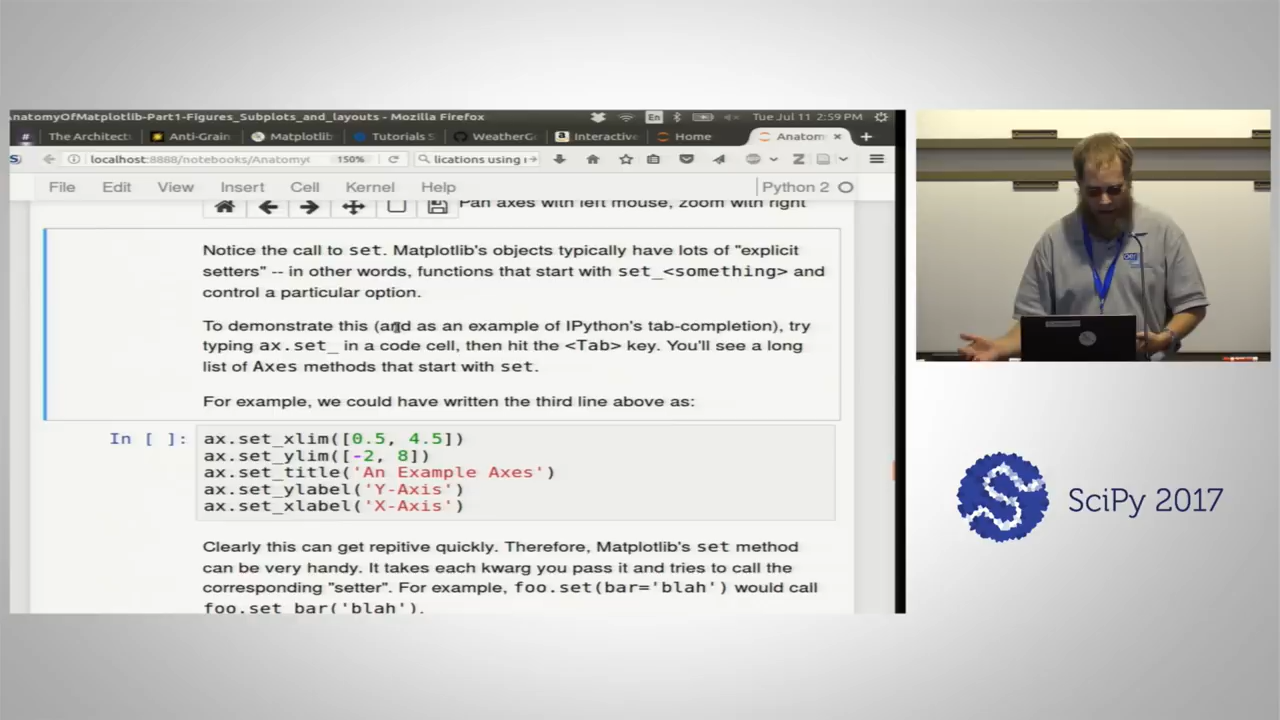 AnatomyOfMatplotlib-Part1-Figures_Subplots_and_layouts - Mozilla Firefox
En
Tue Jul 11 2:59 PM
#
The Architect
Anti-Grain
Matplotlib
Tutorials S
WeatherGe
Interactive
Home
Anatom
localhost:8888/notebooks/Anatomy
150%
lications using
File
Edit
View
Insert
Cell
Kernel
Help
Python 2
Pan axes with left mouse, zoom with right
Notice the call to set. Matplotlib's objects typically have lots of "explicit
setters" -- in other words, functions that start with set_<something> and
control a particular option.
To demonstrate this (and as an example of IPython's tab-completion), try
typing ax.set_ in a code cell, then hit the <Tab> key. You'll see a long
list of Axes methods that start with set.
For example, we could have written the third line above as:
In [ ]:
ax.set_xlim([0.5, 4.5])
ax.set_ylim([-2, 8])
ax.set_title('An Example Axes')
ax.set_ylabel('Y-Axis')
ax.set_xlabel('X-Axis')
Clearly this can get repitive quickly. Therefore, Matplotlib's set method
can be very handy. It takes each kwarg you pass it and tries to call the
corresponding "setter". For example, foo.set(bar='blah') would call
foo.set_bar('blah').
SciPy 2017